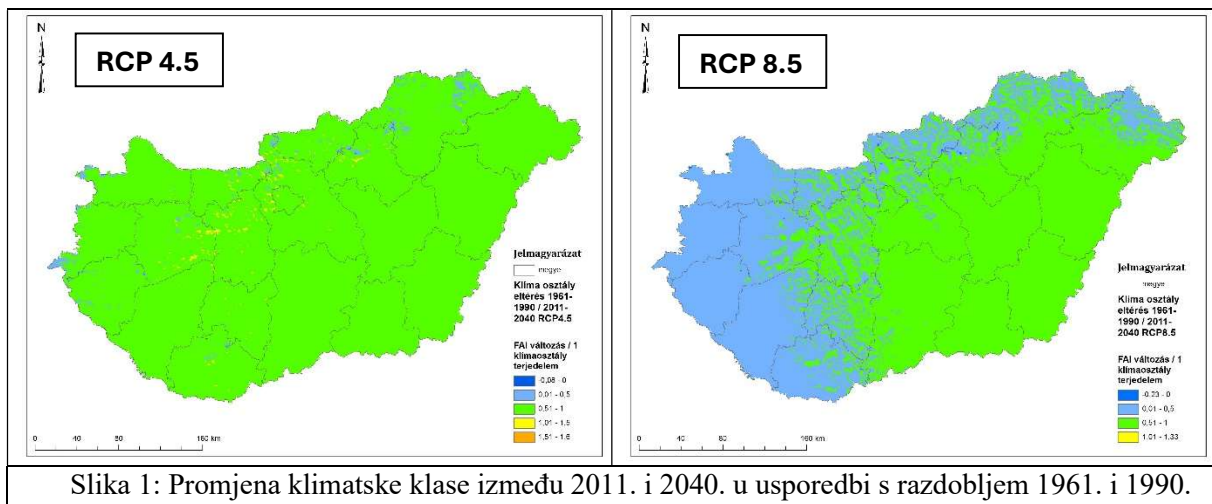 N
RCP 4.5
Jelmagyarázat
megye
Klíma osztály
eltérés 1961-
1990 / 2011-
2040 RCP4.5
FAI változás / 1
klímaosztály
terjedelem
-0,08 - 0
0,01 - 0,5
0,51 - 1
1,01 - 1,5
1,51 - 1,6
0 40 80 160 km
N
RCP 8.5
Jelmagyarázat
megye
Klíma osztály
eltérés 1961-
1990 / 2011-
2040 RCP8.5
FAI változás / 1
klímaosztály
terjedelem
-0,23 - 0
0,01 - 0,5
0,51 - 1
1,01 - 1,33
0 40 80 160 km
Slika 1: Promjena klimatske klase između 2011. i 2040. u usporedbi s razdobljem 1961. i 1990.